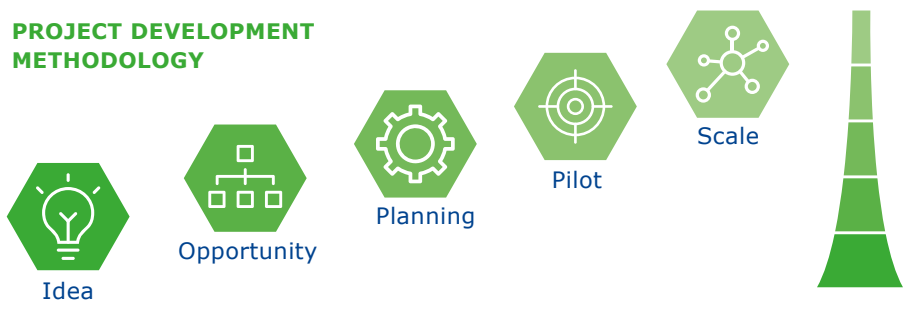 PROJECT DEVELOPMENT
METHODOLOGY
Idea
Opportunity
Planning
Pilot
Scale